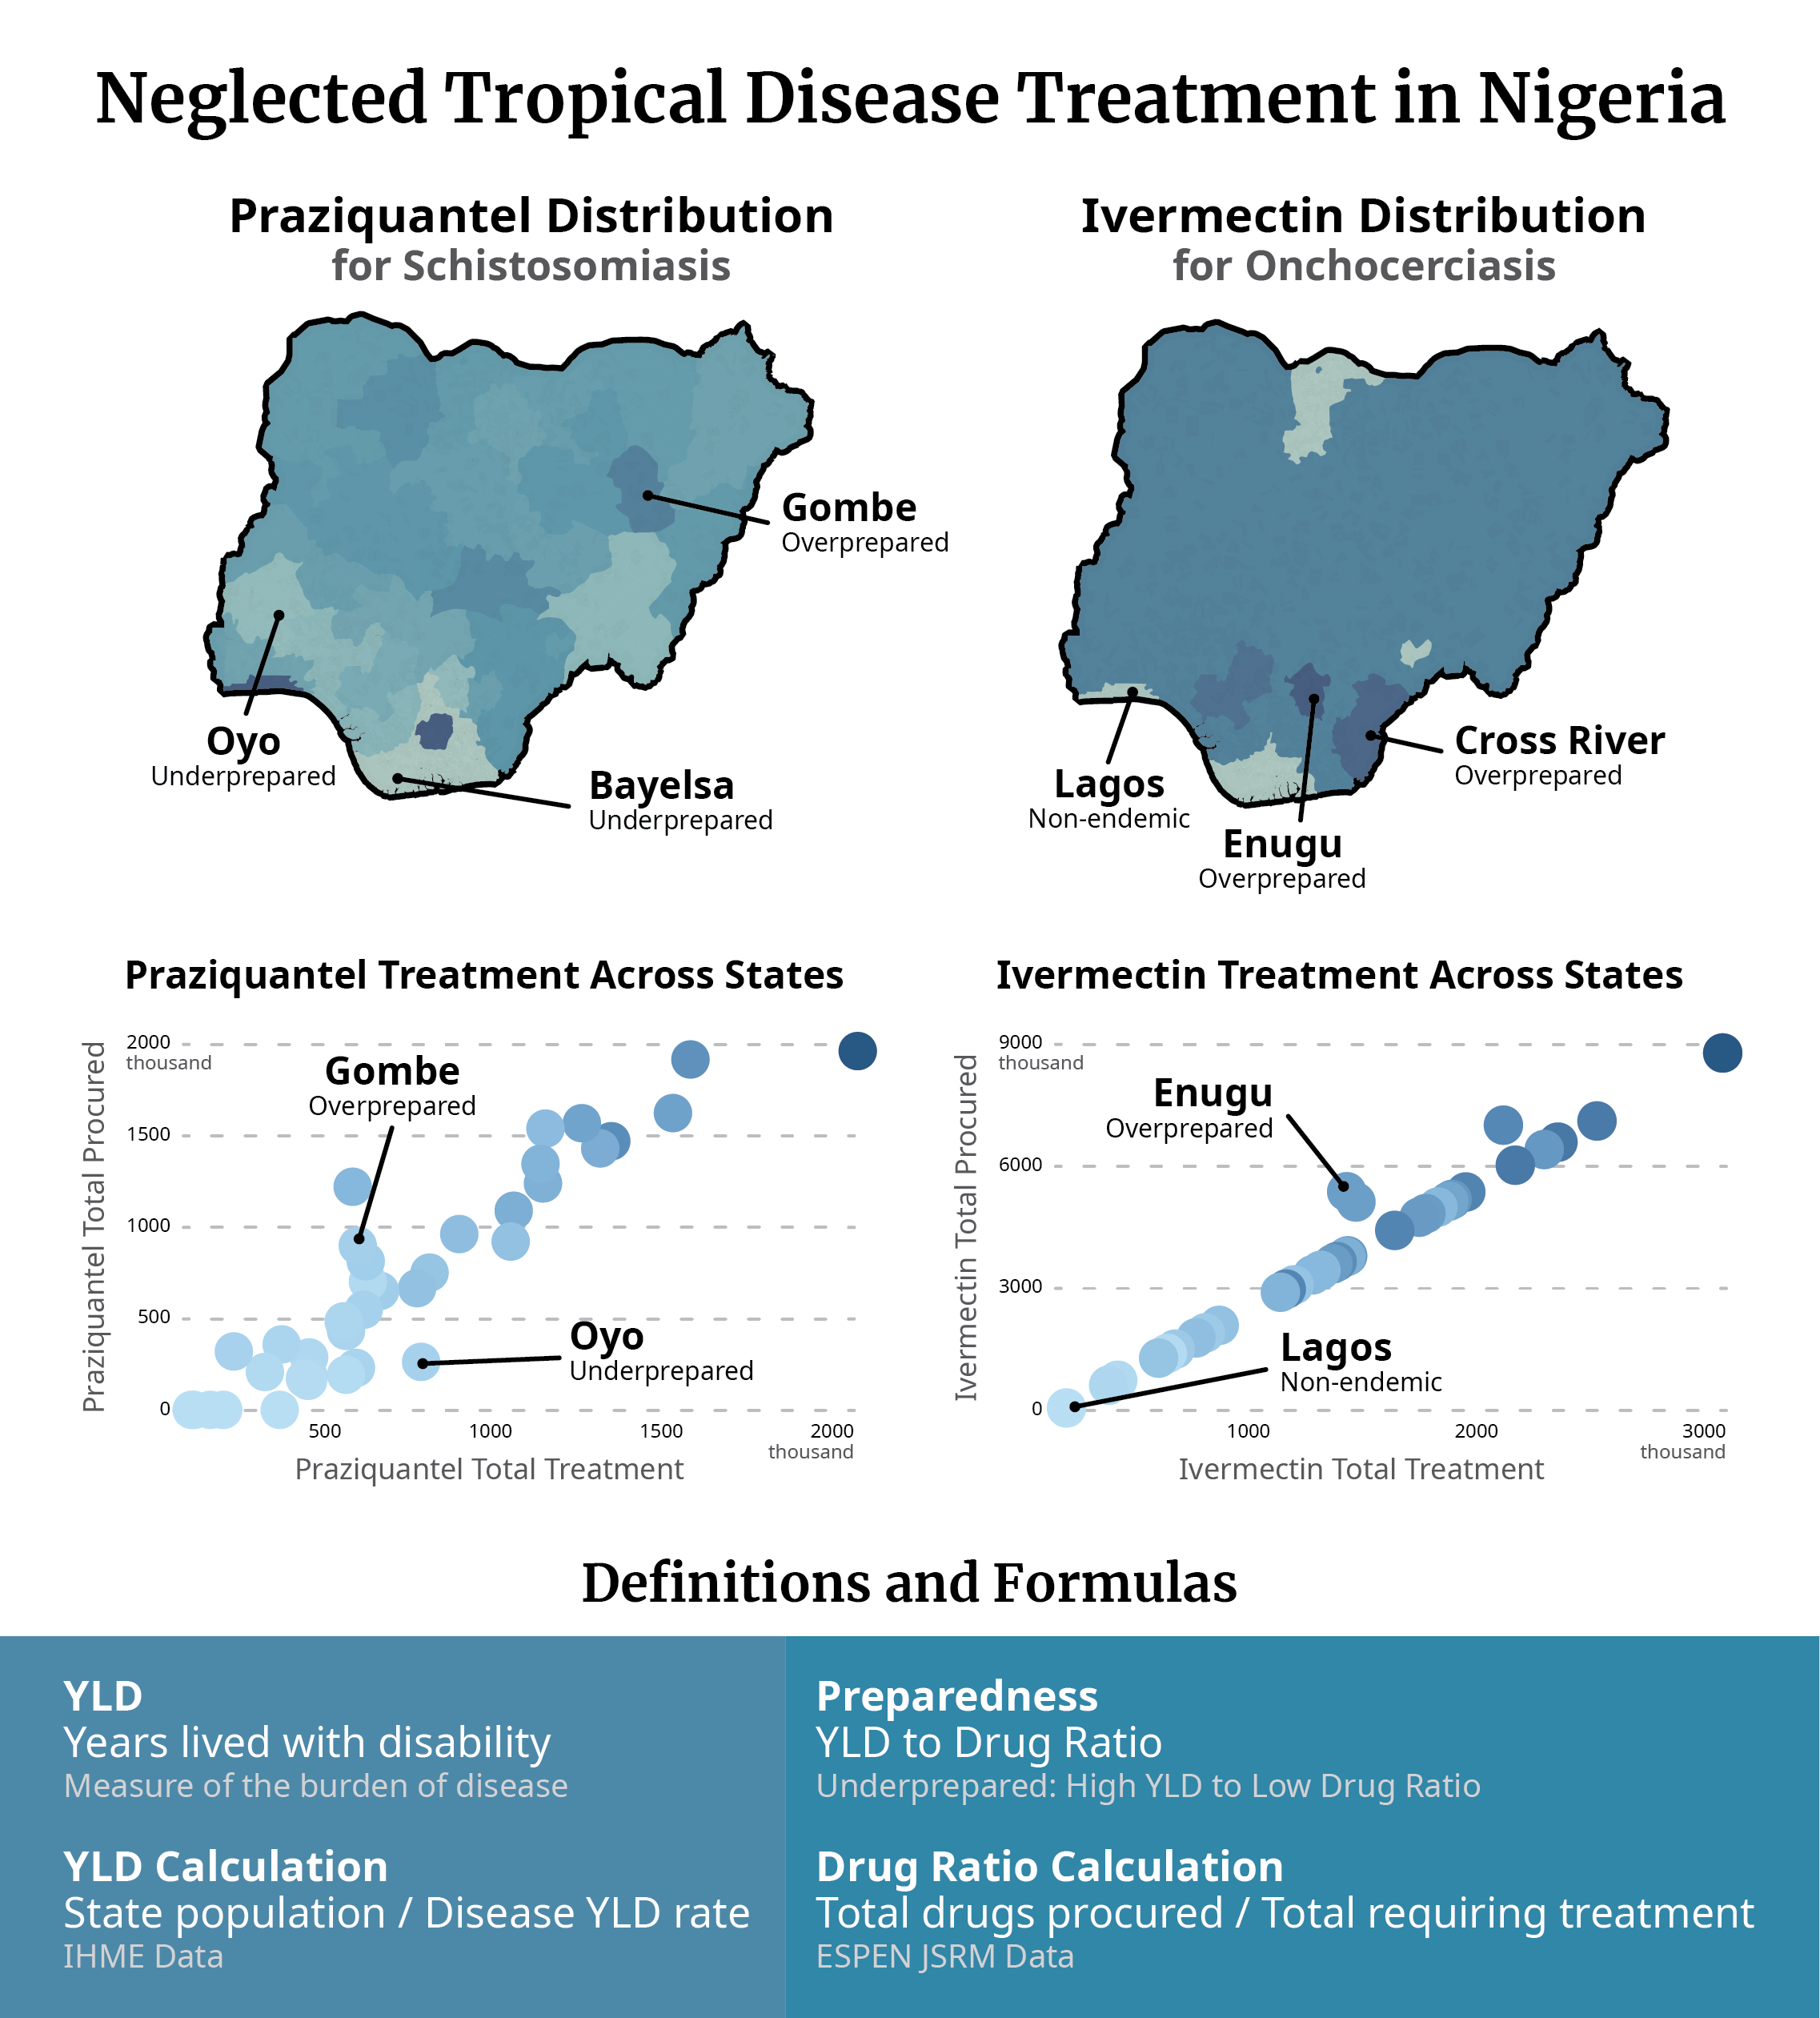 Neglected Tropical Disease Treatment in Nigeria
Praziquantel Distribution
for Schistosomiasis
Gombe
Overprepared
Oyo
Underprepared
Bayelsa
Underprepared
Ivermectin Distribution
for Onchocerciasis
Lagos
Non-endemic
Enugu
Overprepared
Cross River
Overprepared
Praziquantel Treatment Across States
Praziquantel Total Procured
2000
thousand
1500
1000
500
0
Gombe
Overprepared
Oyo
Underprepared
500
1000
1500
2000
thousand
Praziquantel Total Treatment
Ivermectin Treatment Across States
Ivermectin Total Procured
9000
thousand
6000
3000
0
Enugu
Overprepared
Lagos
Non-endemic
1000
2000
3000
thousand
Ivermectin Total Treatment
Definitions and Formulas
YLD
Years lived with disability
Measure of the burden of disease
YLD Calculation
State population / Disease YLD rate
IHME Data
Preparedness
YLD to Drug Ratio
Underprepared: High YLD to Low Drug Ratio
Drug Ratio Calculation
Total drugs procured / Total requiring treatment
ESPEN JSRM Data